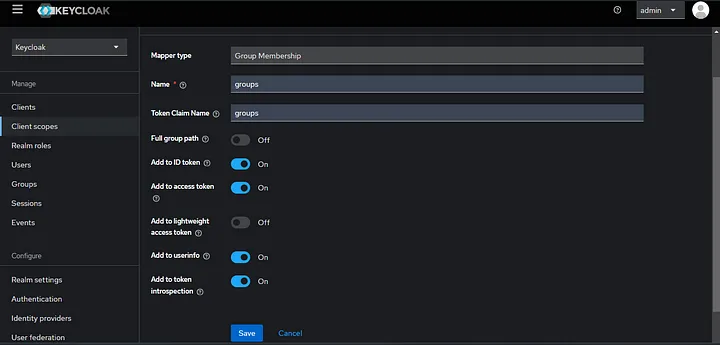 KEYCLOAK
admin
Keycloak
Manage
Clients
Client scopes
Realm roles
Users
Groups
Sessions
Events
Configure
Realm settings
Authentication
Identity providers
User federation
Mapper type
Group Membership
Name *
groups
Token Claim Name
groups
Full group path
Off
Add to ID token
On
Add to access token
On
Add to lightweight
access token
Off
Add to userinfo
On
Add to token
introspection
On
Save
Cancel